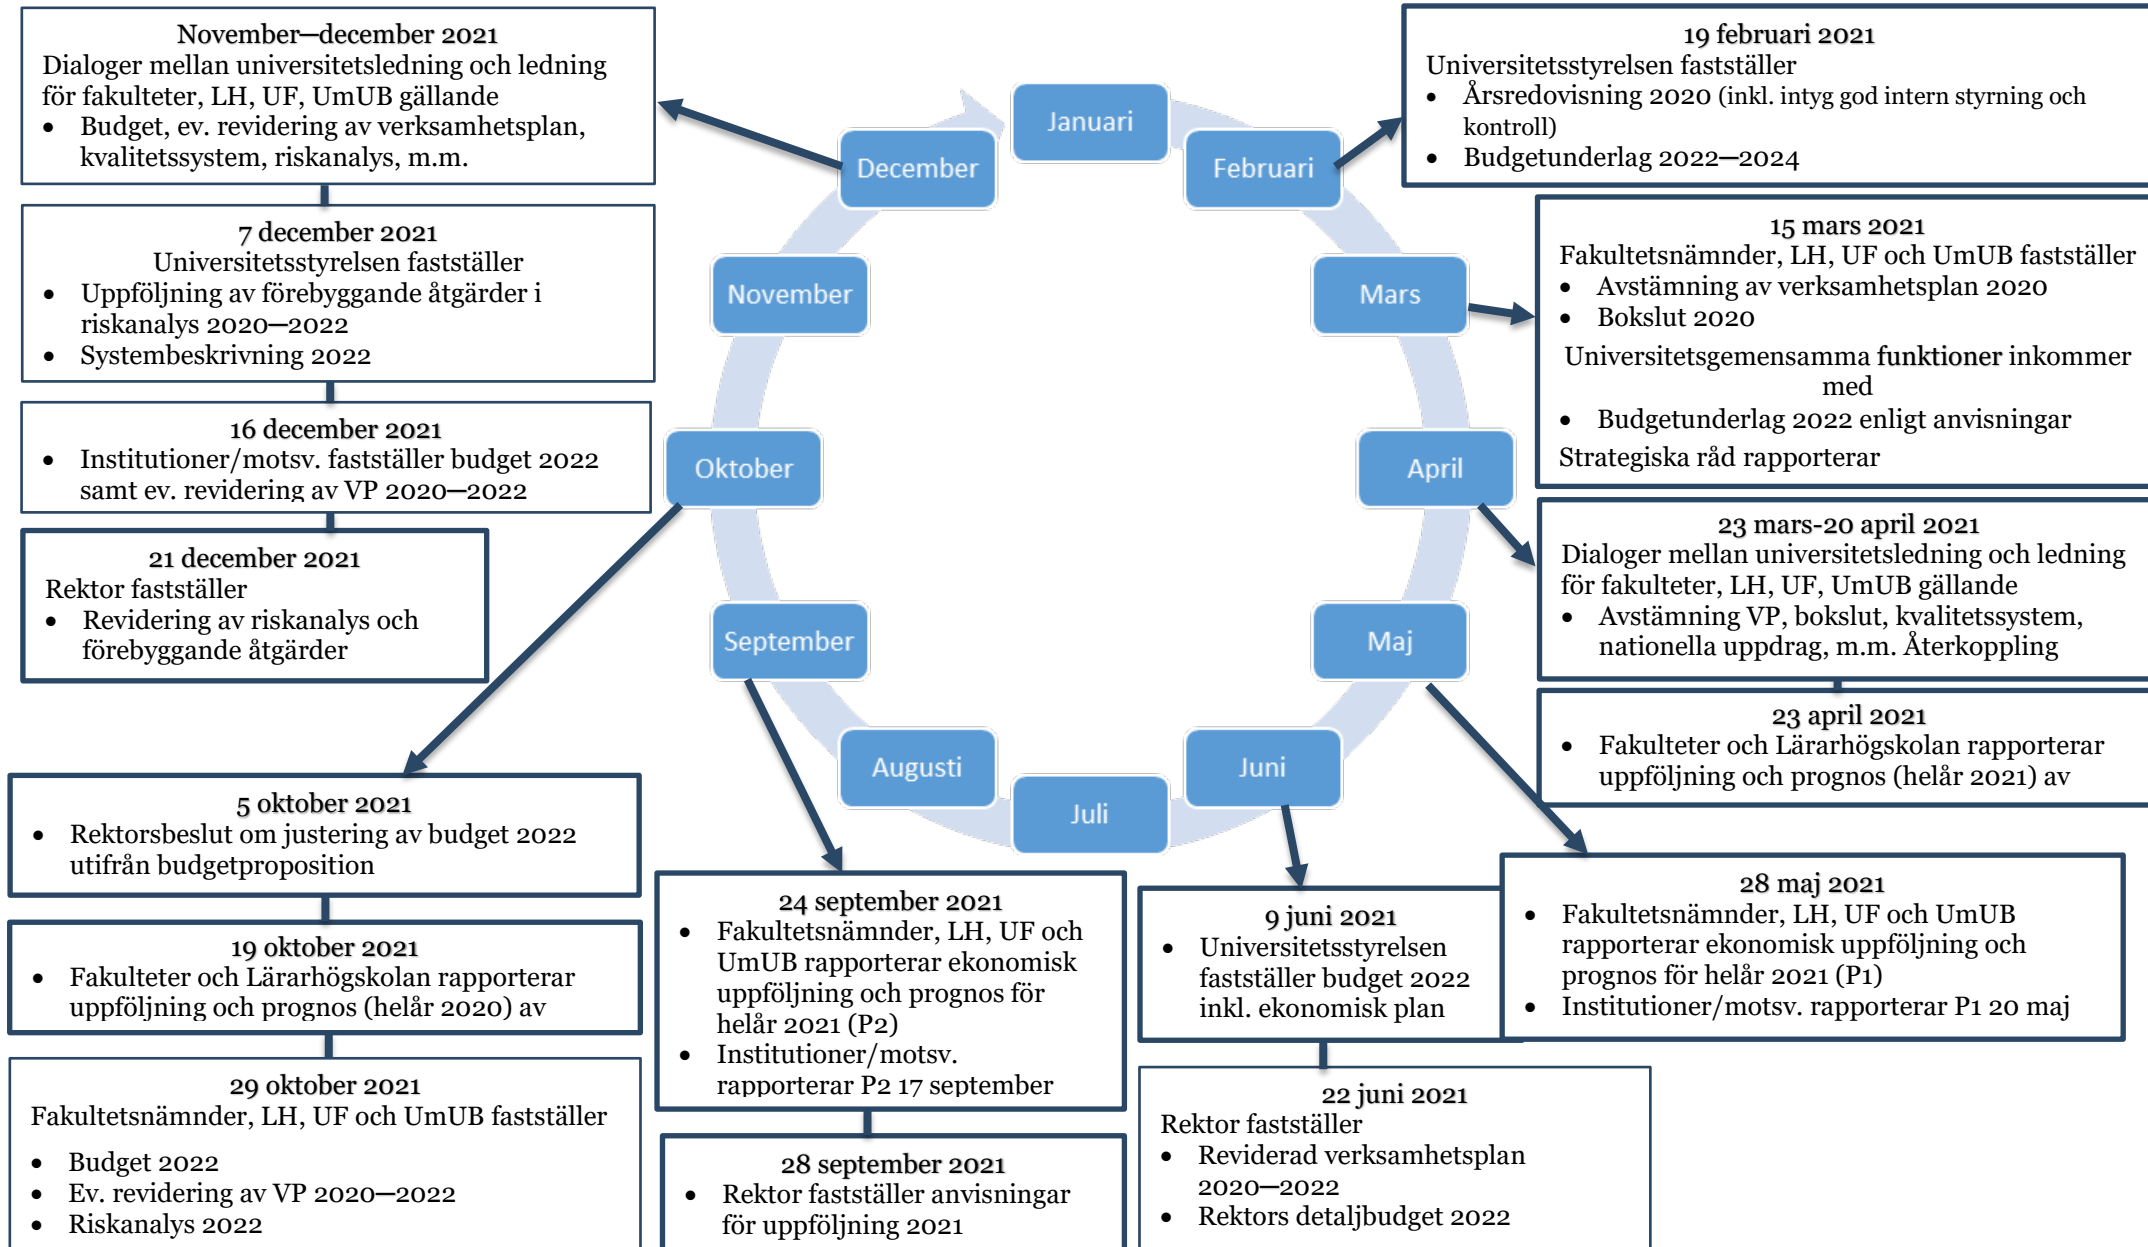 November—december 2021
Dialoger mellan universitetsledning och ledning
för fakulteter, LH, UF, UmUB gällande
• Budget, ev. revidering av verksamhetsplan,
kvalitetssystem, riskanalys, m.m.
7 december 2021
Universitetsstyrelsen fastställer
• Uppföljning av förebyggande åtgärder i
riskanalys 2020—2022
• Systembeskrivning 2022
16 december 2021
• Institutioner/motsv. fastställer budget 2022
samt ev. revidering av VP 2020—2022
21 december 2021
Rektor fastställer
• Revidering av riskanalys och
förebyggande åtgärder
Januari
Februari
Mars
April
Maj
Juni
Juli
Augusti
September
Oktober
November
December
19 februari 2021
Universitetsstyrelsen fastställer
• Årsredovisning 2020 (inkl. intyg god intern styrning och
kontroll)
• Budgetunderlag 2022—2024
15 mars 2021
Fakultetsnämnder, LH, UF och UmUB fastställer
• Avstämning av verksamhetsplan 2020
• Bokslut 2020
Universitetsgemensamma funktioner inkommer
med
• Budgetunderlag 2022 enligt anvisningar
Strategiska råd rapporterar
23 mars-20 april 2021
Dialoger mellan universitetsledning och ledning
för fakulteter, LH, UF, UmUB gällande
• Avstämning VP, bokslut, kvalitetssystem,
nationella uppdrag, m.m. Återkoppling
23 april 2021
• Fakulteter och Lärarhögskolan rapporterar
uppföljning och prognos (helår 2021) av
28 maj 2021
• Fakultetsnämnder, LH, UF och UmUB
rapporterar ekonomisk uppföljning och
prognos för helår 2021 (P1)
• Institutioner/motsv. rapporterar P1 20 maj
9 juni 2021
• Universitetsstyrelsen
fastställer budget 2022
inkl. ekonomisk plan
22 juni 2021
Rektor fastställer
• Reviderad verksamhetsplan
2020—2022
• Rektors detaljbudget 2022
24 september 2021
• Fakultetsnämnder, LH, UF och
UmUB rapporterar ekonomisk
uppföljning och prognos för
helår 2021 (P2)
• Institutioner/motsv.
rapporterar P2 17 september
28 september 2021
• Rektor fastställer anvisningar
för uppföljning 2021
5 oktober 2021
• Rektorsbeslut om justering av budget 2022
utifrån budgetproposition
19 oktober 2021
• Fakulteter och Lärarhögskolan rapporterar
uppföljning och prognos (helår 2020) av
29 oktober 2021
Fakultetsnämnder, LH, UF och UmUB fastställer
• Budget 2022
• Ev. revidering av VP 2020—2022
• Riskanalys 2022